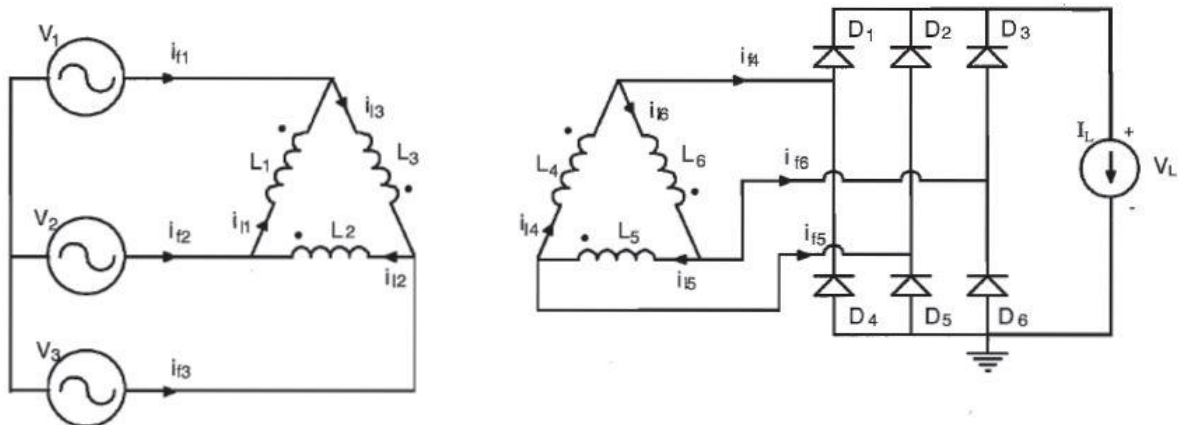 V1
if1
il3
L1
L3
V2
if2
il1
L2
il2
V3
if3
if4
il6
L4
L6
il4
L5
il5
if6
if5
D1
D2
D3
D4
D5
D6
IL
+
VL
-